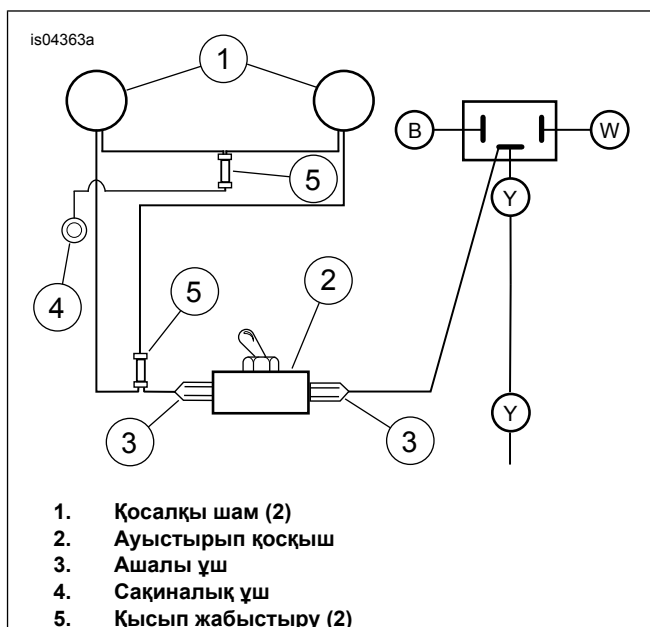 is04363a
1
B
W
5
Y
4
5
2
Y
3
3
1. Қосалқы шам (2)
2. Ауыстырып қосқыш
3. Ашалы ұш
4. Сақиналық ұш
5. Қысып жабыстыру (2)